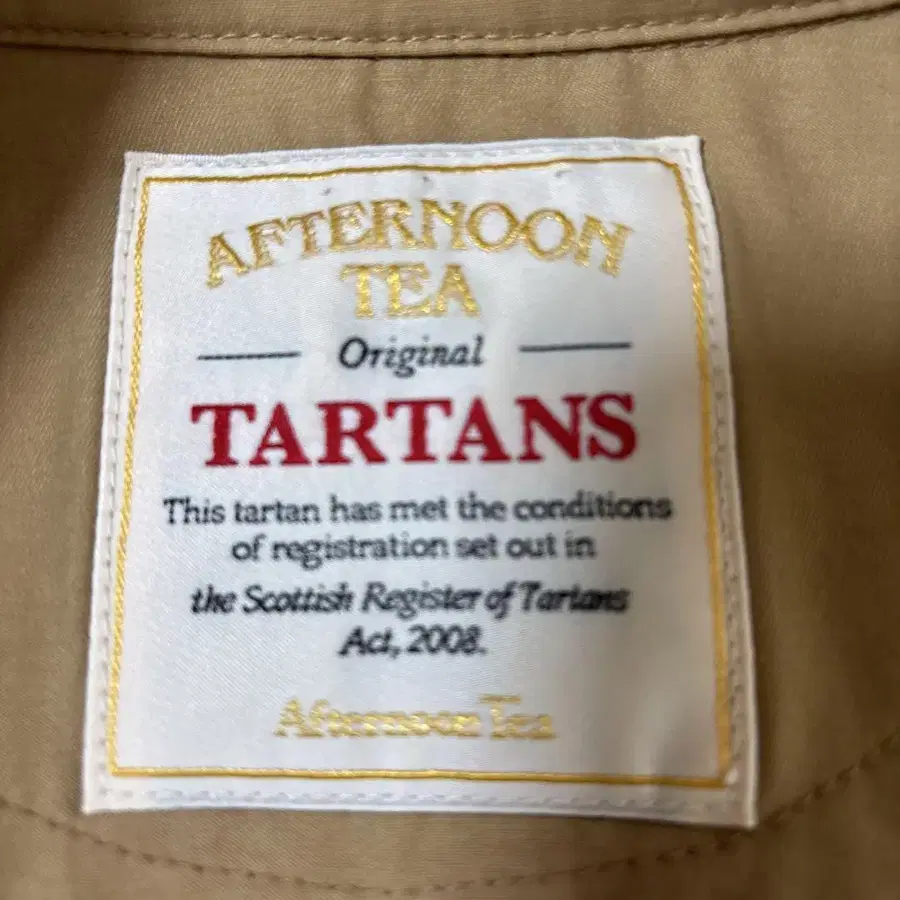 AFTERNOON
TEA
Original
TARTANS
This tartan has met the conditions
of registration set out in
the Scottish Register of Tartans
Act, 2008.
Afternoon Tea